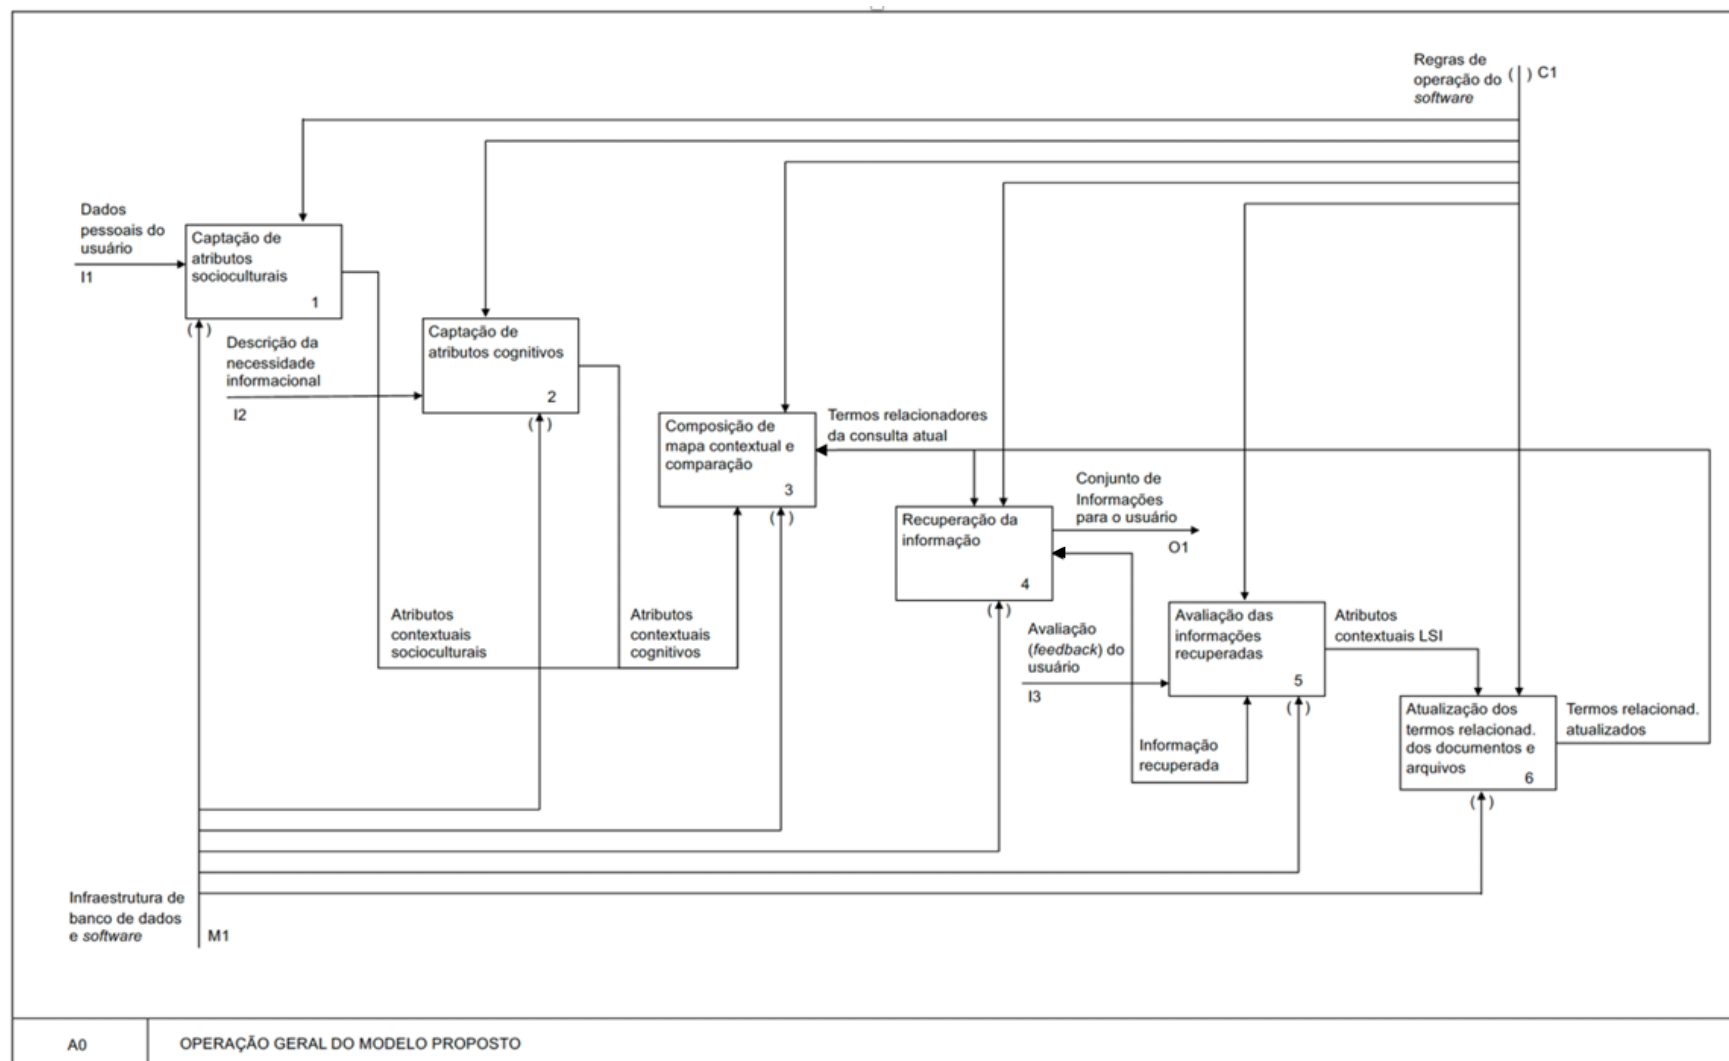 Regras de
operação do
software
( ) C1
Dados
pessoais do
usuário
I1
Captação de
atributos
socioculturais
1
( )
Descrição da
necessidade
informacional
I2
Captação de
atributos cognitivos
2
( )
Composição de
mapa contextual e
comparação
3
( )
Termos relacionadores
da consulta atual
Conjunto de
Informações
para o usuário
O1
Recuperação da
informação
4
( )
Atributos
contextuais
socioculturais
Atributos
contextuais
cognitivos
Avaliação
(feedback) do
usuário
I3
Avaliação das
informações
recuperadas
5
( )
Atributos
contextuais LSI
Informação
recuperada
Atualização dos
termos relacionad.
dos documentos e
arquivos
6
( )
Termos relacionad.
atualizados
Infraestrutura de
banco de dados
e software
M1
A0
OPERAÇÃO GERAL DO MODELO PROPOSTO